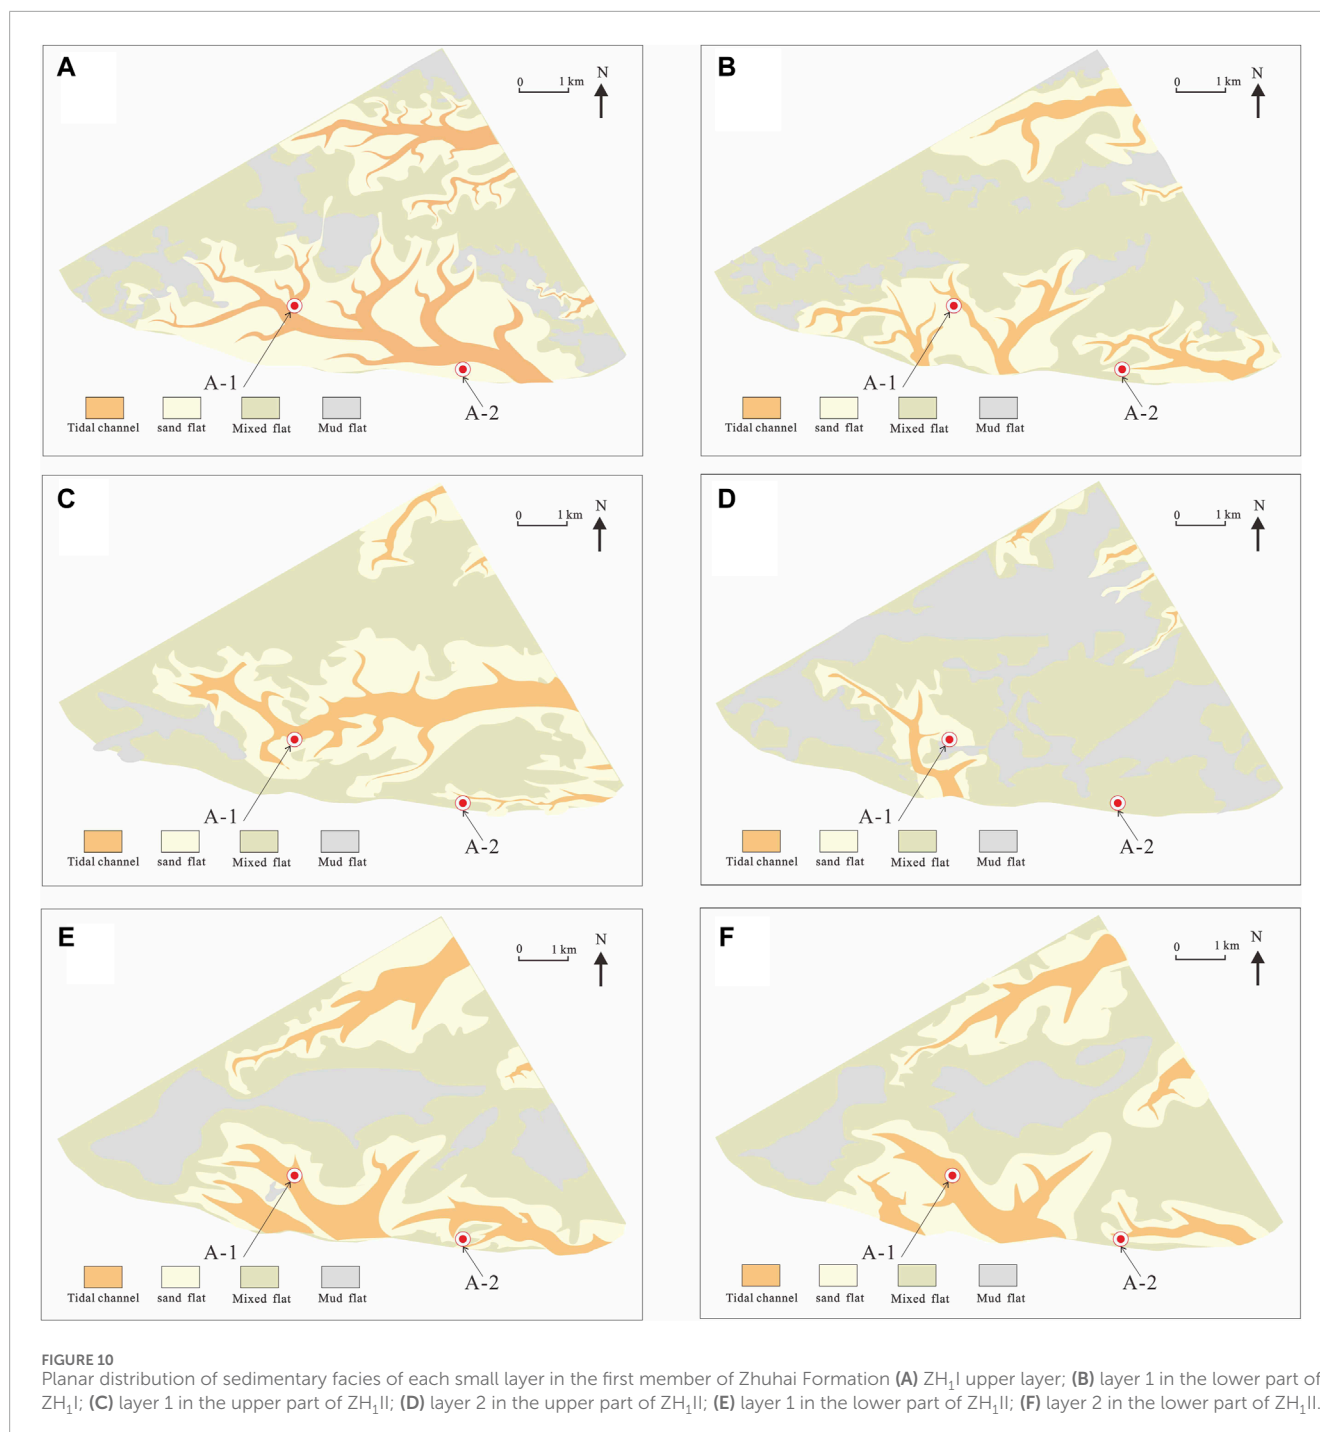 A
0 1 km N
A-1
A-2
Tidal channel sand flat Mixed flat Mud flat
B
0 1 km N
A-1
A-2
Tidal channel sand flat Mixed flat Mud flat
C
0 1 km N
A-1
A-2
Tidal channel sand flat Mixed flat Mud flat
D
0 1 km N
A-1
A-2
Tidal channel sand flat Mixed flat Mud flat
E
0 1 km N
A-1
A-2
Tidal channel sand flat Mixed flat Mud flat
F
0 1 km N
A-1
A-2
Tidal channel sand flat Mixed flat Mud flat
FIGURE 10
Planar distribution of sedimentary facies of each small layer in the first member of Zhuhai Formation (A) ZH₁I upper layer; (B) layer 1 in the lower part of
ZH₁I; (C) layer 1 in the upper part of ZH₁II; (D) layer 2 in the upper part of ZH₁II; (E) layer 1 in the lower part of ZH₁II; (F) layer 2 in the lower part of ZH₁II.